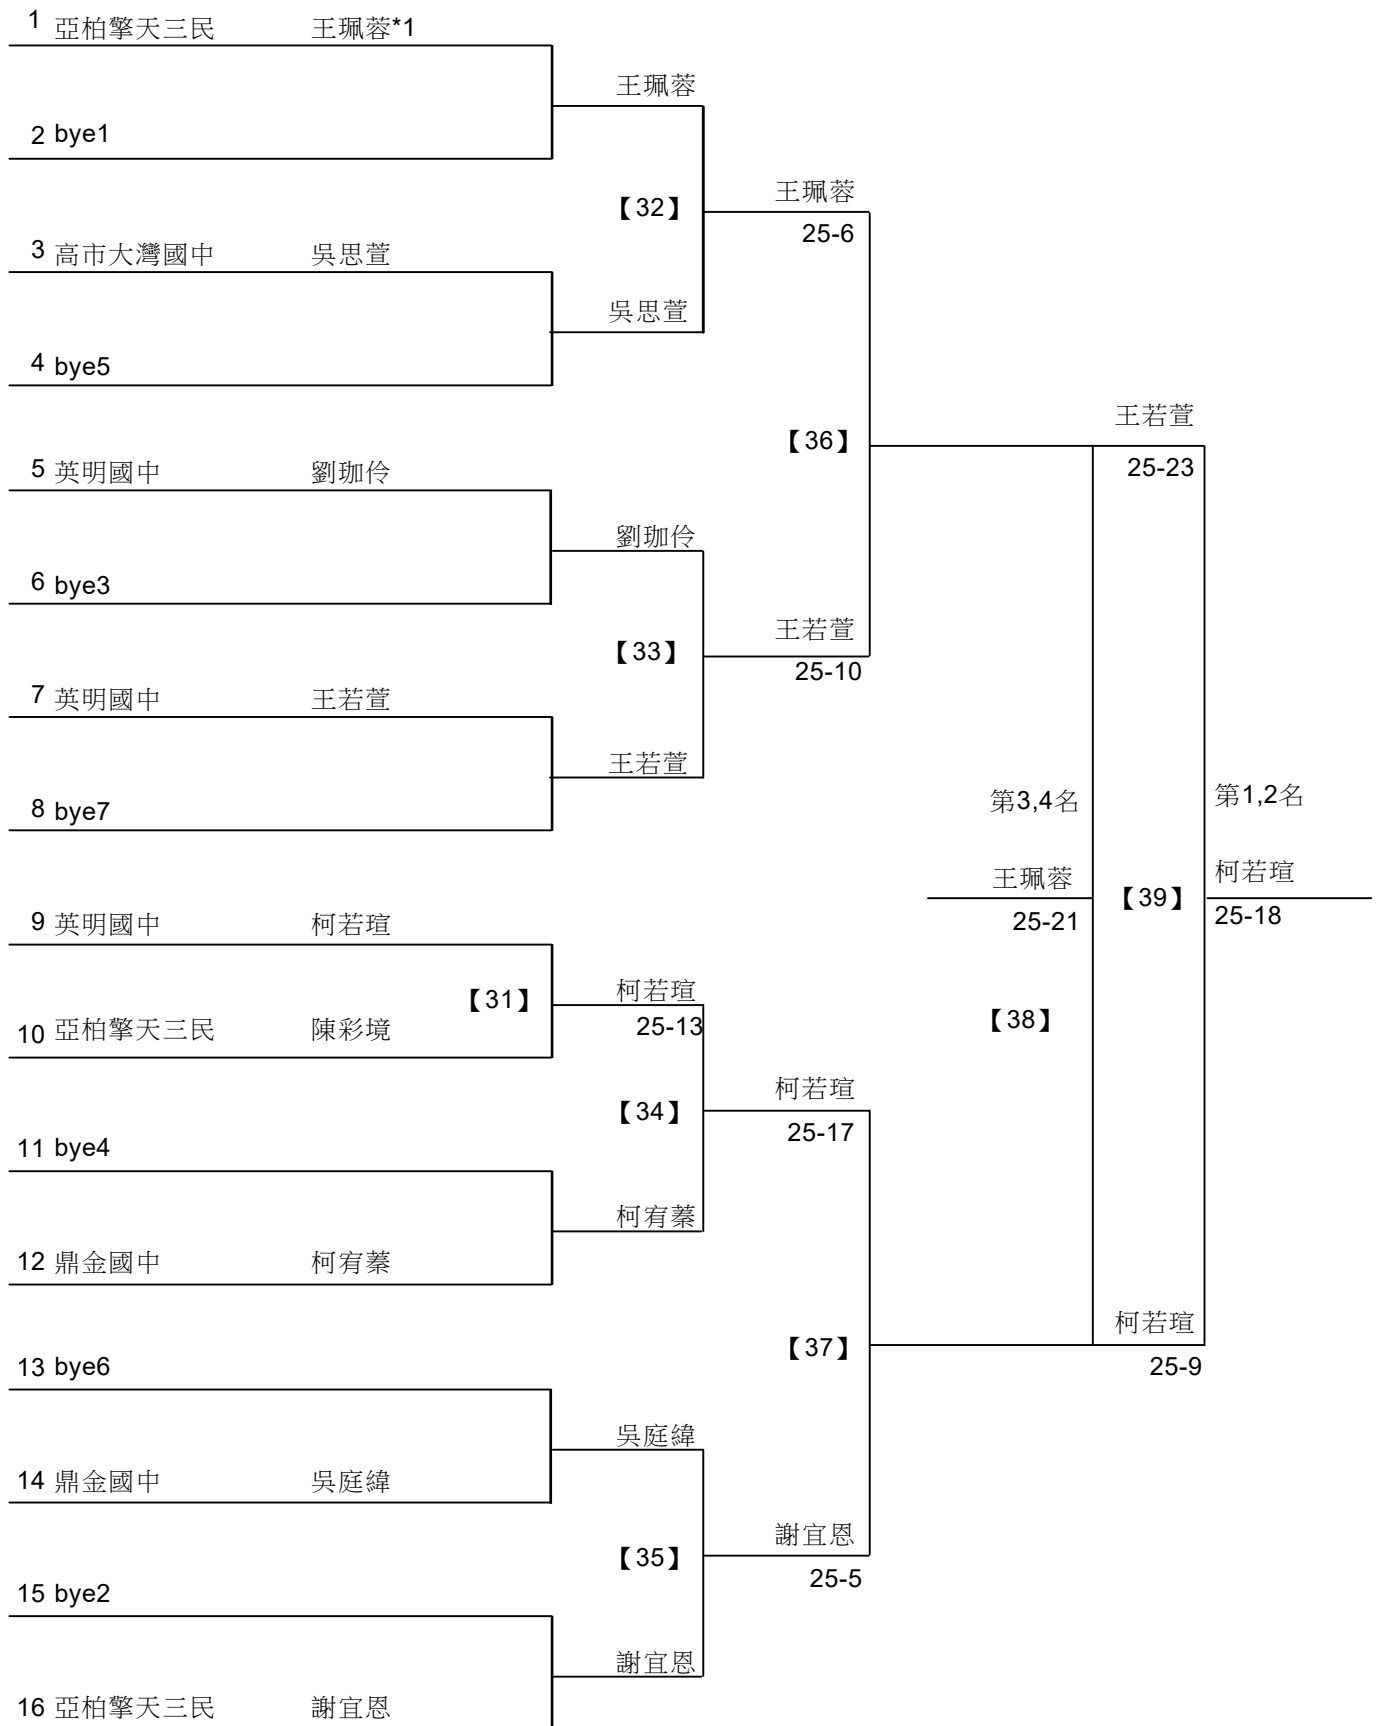 1 亞柏擎天三民 王珮蓉*1
王珮蓉
2 bye1
王珮蓉
【32】
25-6
3 高市大灣國中 吳思萱
吳思萱
4 bye5
王若萱
【36】
25-23
5 英明國中 劉珈伶
劉珈伶
6 bye3
王若萱
【33】
25-10
7 英明國中 王若萱
王若萱
8 bye7
第3,4名
第1,2名
王珮蓉
【39】
柯若瑄
25-21
25-18
9 英明國中 柯若瑄
【31】
柯若瑄
25-13
【38】
10 亞柏擎天三民 陳彩境
柯若瑄
【34】
25-17
11 bye4
柯宥蓁
12 鼎金國中 柯宥蓁
柯若瑄
【37】
25-9
13 bye6
吳庭緯
14 鼎金國中 吳庭緯
謝宜恩
【35】
25-5
15 bye2
謝宜恩
16 亞柏擎天三民 謝宜恩